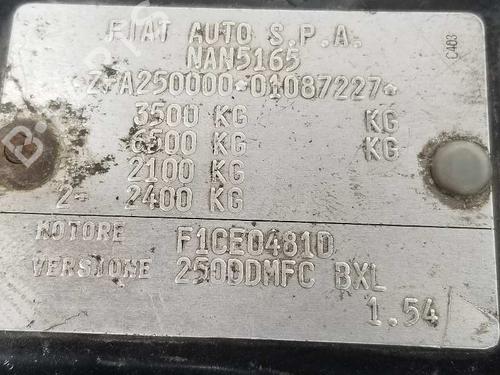 FIAT AUTO S.P.A.
NAN5165
ZFA250000*01087227*
3500 KG KG
6500 KG KG
2100 KG
2- 2400 KG
MOTORE F1CE0481D
VERSIONE 250DDMFC BXL
1.54
C403